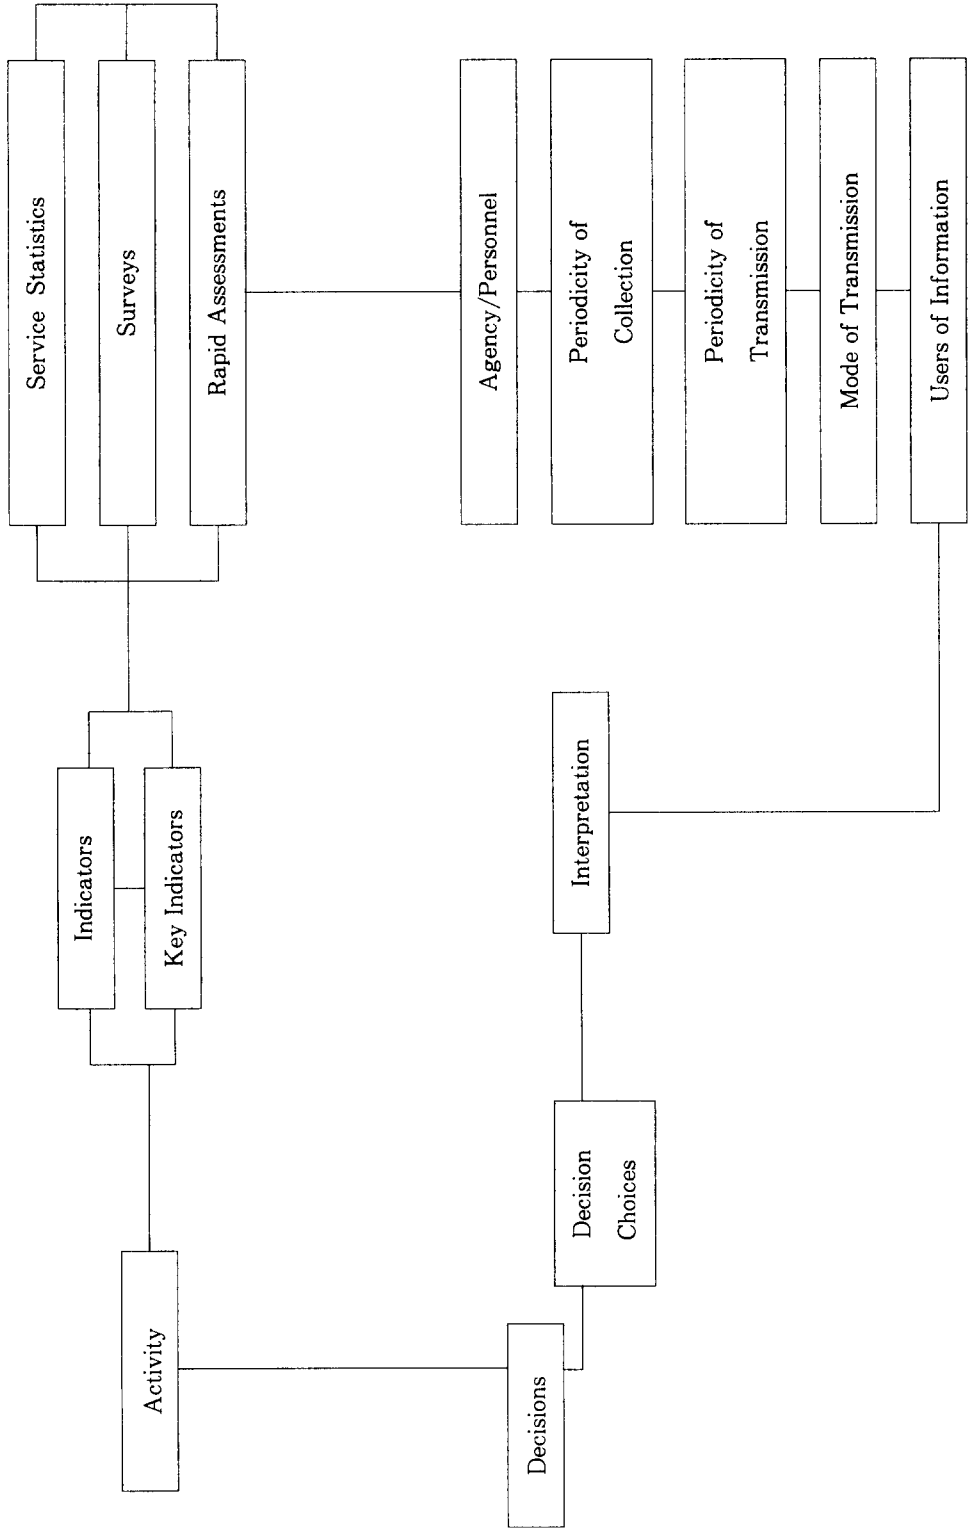 Activity
Indicators
Key Indicators
Service Statistics
Surveys
Rapid Assessments
Agency/Personnel
Periodicity of
Collection
Periodicity of
Transmission
Mode of Transmission
Users of Information
Interpretation
Decision
Choices
Decisions